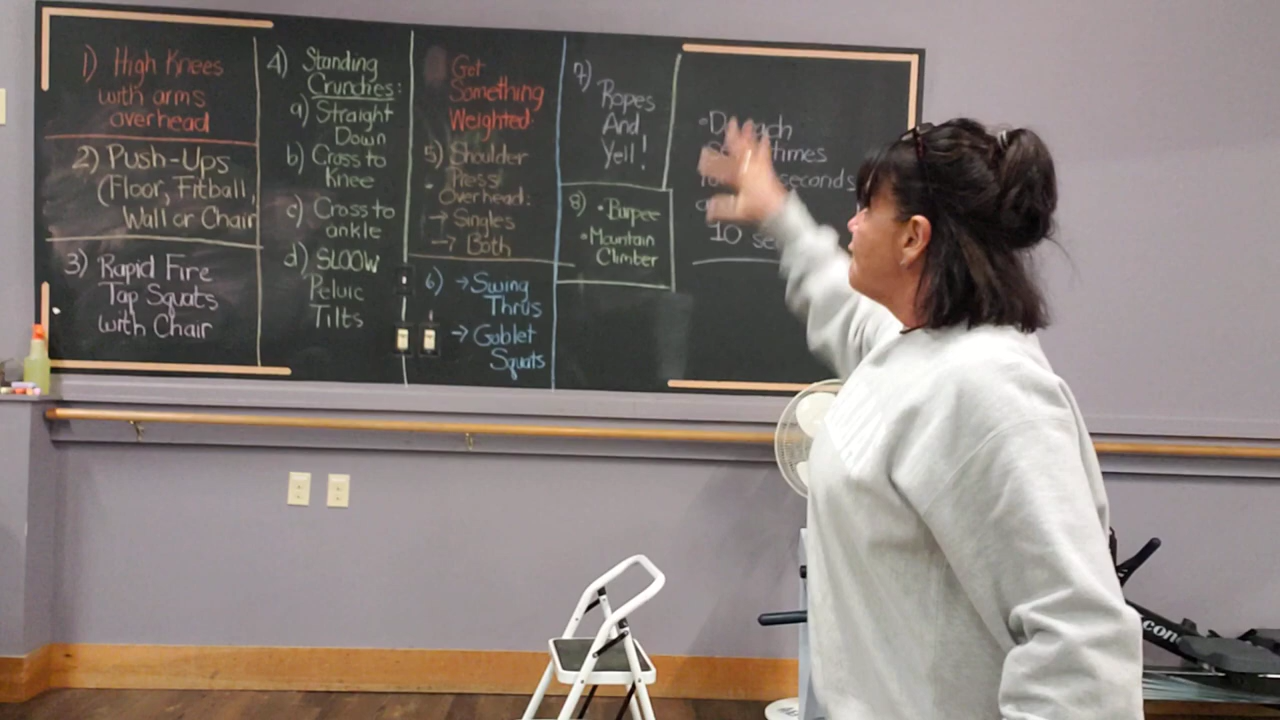 1) High Knees
with arms
overhead
2) Push-Ups
(Floor, Fitball,
Wall or Chair
3) Rapid Fire
Tap Squats
with Chair
4) Standing
Crunchies:
a) Straight
Down
b) Cross to
Knee
c) Cross to
ankle
d) SLOOW
Pelvic
Tilts
Got
Something
Weighted
5) Shoulder
• Press
Overhead:
→ Singles
→ Both
6) → Swing
Thrus
→ Goblet
Squats
7)
Ropes
And
Yell!
8) • Burpee
• Mountain
Climber
times
seconds
10